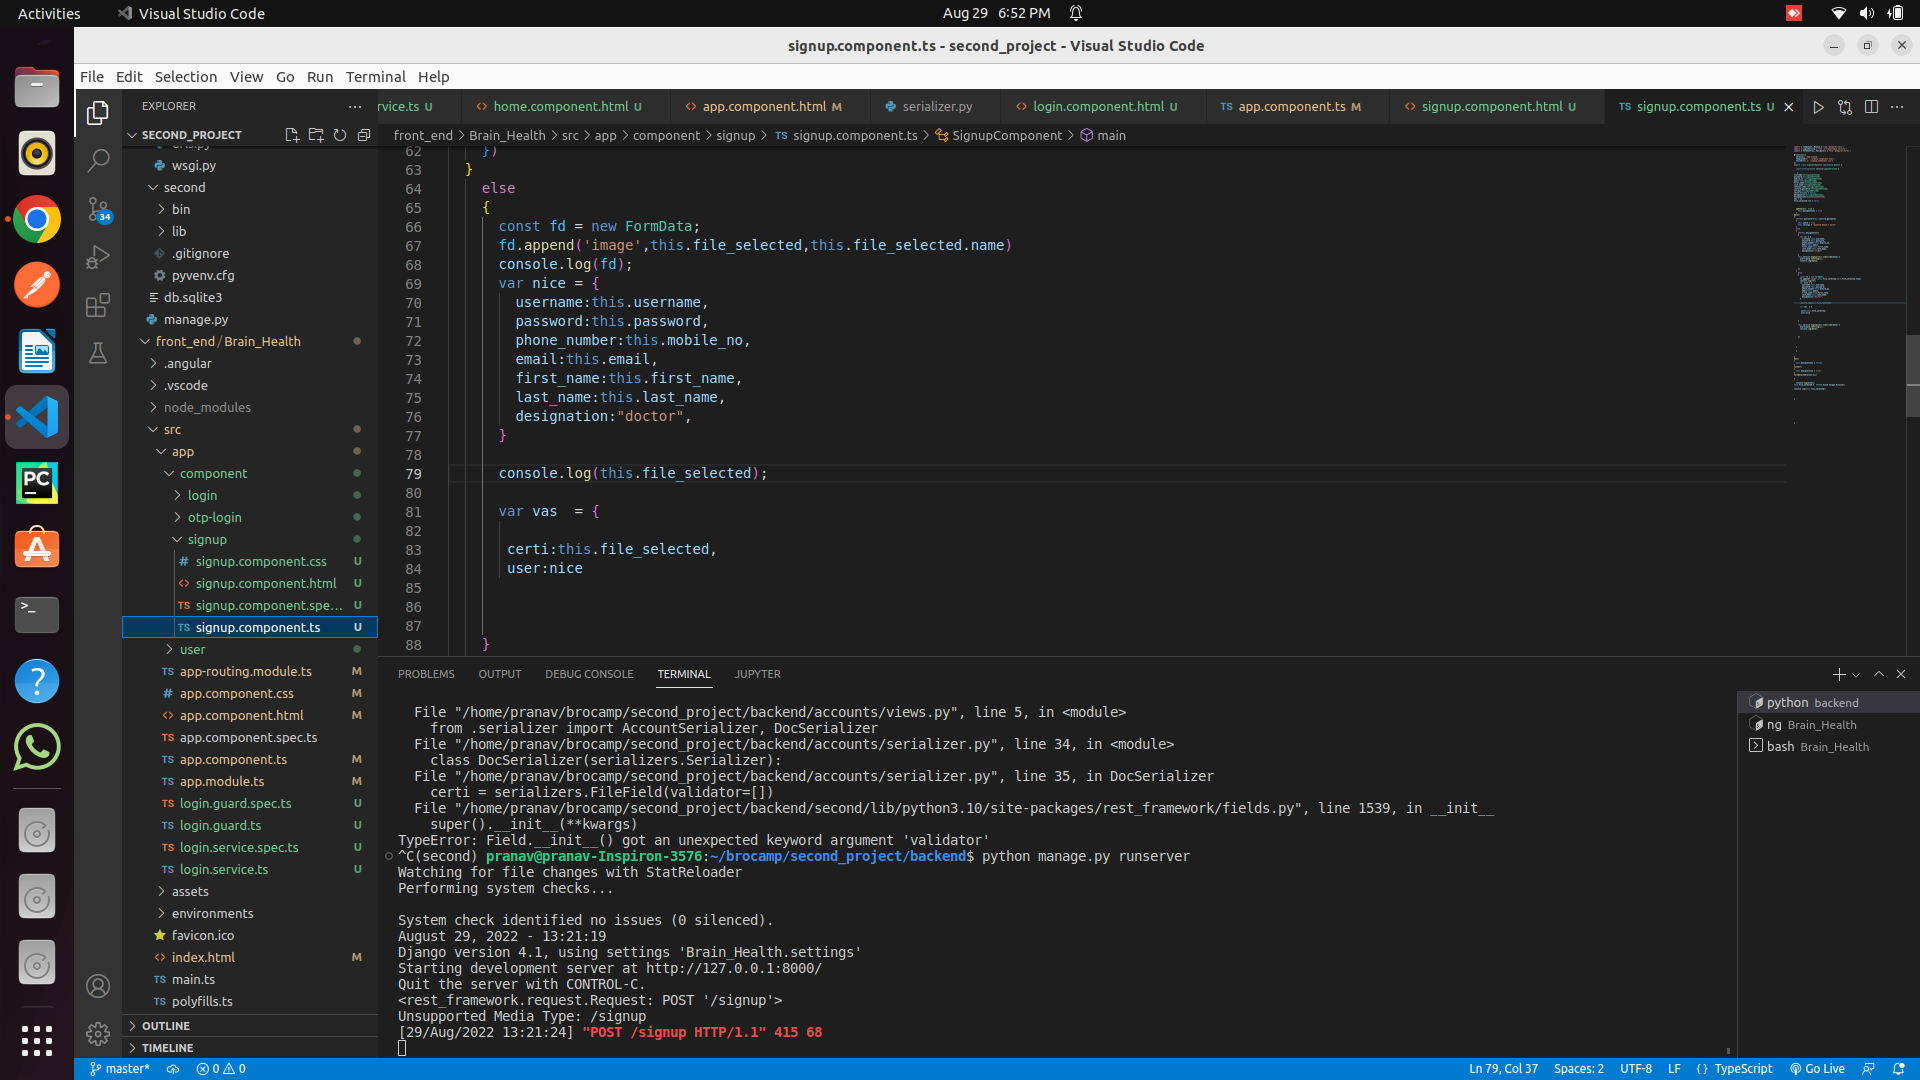 Activities
Visual Studio Code
Aug 29 6:52 PM
signup.component.ts - second_project - Visual Studio Code
File Edit Selection View Go Run Terminal Help
EXPLORER
rvice.ts U
home.component.html U
app.component.html M
serializer.py
login.component.html U
app.component.ts M
signup.component.html U
signup.component.ts U
front_end > Brain_Health > src > app > component > signup > TS signup.component.ts > SignupComponent > main
SECOND_PROJECT
wsgi.py
second
bin
lib
.gitignore
pyvenv.cfg
db.sqlite3
manage.py
front_end / Brain_Health
.angular
.vscode
node_modules
src
app
component
login
otp-login
signup
# signup.component.css U
<> signup.component.html U
TS signup.component.spe... U
TS signup.component.ts U
user
TS app-routing.module.ts M
# app.component.css M
<> app.component.html M
TS app.component.spec.ts
TS app.component.ts M
TS app.module.ts M
TS login.guard.spec.ts U
TS login.guard.ts U
TS login.service.spec.ts U
TS login.service.ts U
assets
environments
favicon.ico
<> index.html M
TS main.ts
TS polyfills.ts
OUTLINE
TIMELINE
34
62 })
63 }
64 else
65 {
66 const fd = new FormData;
67 fd.append('image',this.file_selected,this.file_selected.name)
68 console.log(fd);
69 var nice = {
70 username:this.username,
71 password:this.password,
72 phone_number:this.mobile_no,
73 email:this.email,
74 first_name:this.first_name,
75 last_name:this.last_name,
76 designation:"doctor",
77 }
78
79 console.log(this.file_selected);
80
81 var vas  = {
82
83 certi:this.file_selected,
84 user:nice
85
86
87
88 }
PROBLEMS OUTPUT DEBUG CONSOLE TERMINAL JUPYTER
File "/home/pranav/brocamp/second_project/backend/accounts/views.py", line 5, in <module>
from .serializer import AccountSerializer, DocSerializer
File "/home/pranav/brocamp/second_project/backend/accounts/serializer.py", line 34, in <module>
class DocSerializer(serializers.Serializer):
File "/home/pranav/brocamp/second_project/backend/accounts/serializer.py", line 35, in DocSerializer
certi = serializers.FileField(validator=[])
File "/home/pranav/brocamp/second_project/backend/second/lib/python3.10/site-packages/rest_framework/fields.py", line 1539, in __init__
super().__init__(**kwargs)
TypeError: Field.__init__() got an unexpected keyword argument 'validator'
^C(second) pranav@pranav-Inspiron-3576:~/brocamp/second_project/backend$ python manage.py runserver
Watching for file changes with StatReloader
Performing system checks...
System check identified no issues (0 silenced).
August 29, 2022 - 13:21:19
Django version 4.1, using settings 'Brain_Health.settings'
Starting development server at http://127.0.0.1:8000/
Quit the server with CONTROL-C.
<rest_framework.request.Request: POST '/signup'>
Unsupported Media Type: /signup
[29/Aug/2022 13:21:24] "POST /signup HTTP/1.1" 415 68
python backend
ng Brain_Health
bash Brain_Health
master*
0 0
Ln 79, Col 37
Spaces: 2
UTF-8
LF
{ } TypeScript
Go Live
PC